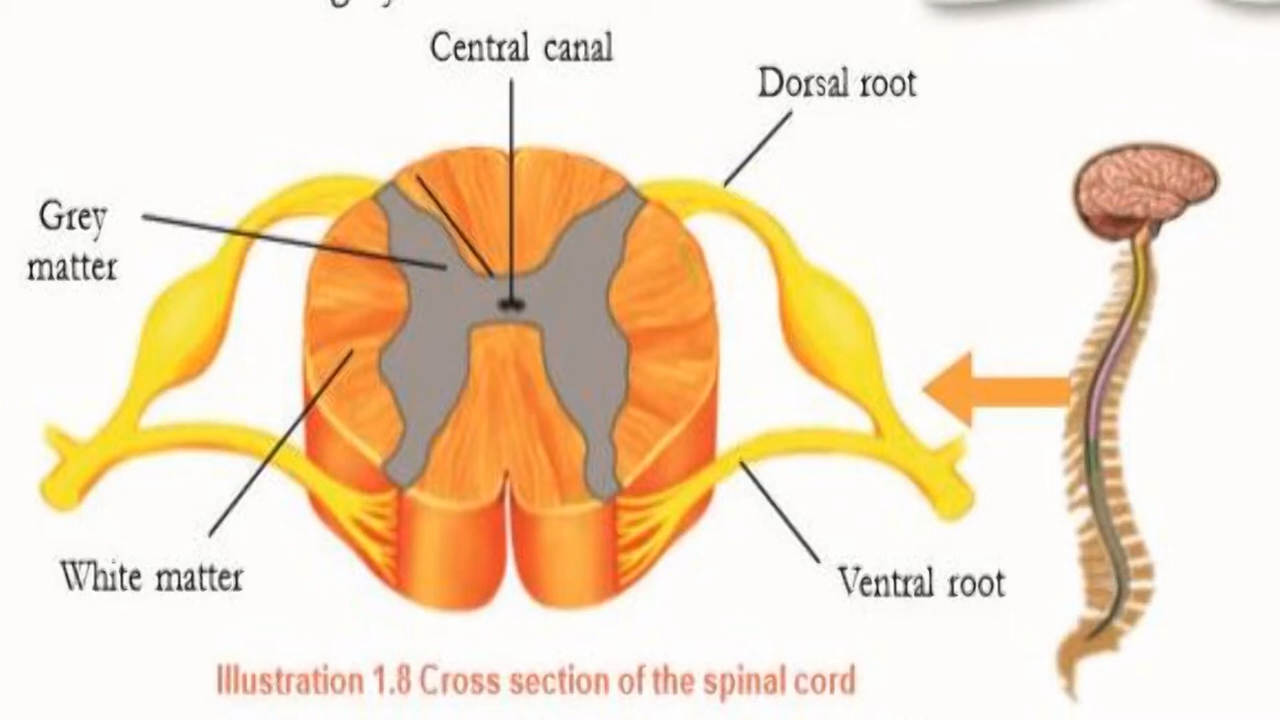 Central canal
Dorsal root
Grey
matter
White matter
Ventral root
Illustration 1.8 Cross section of the spinal cord